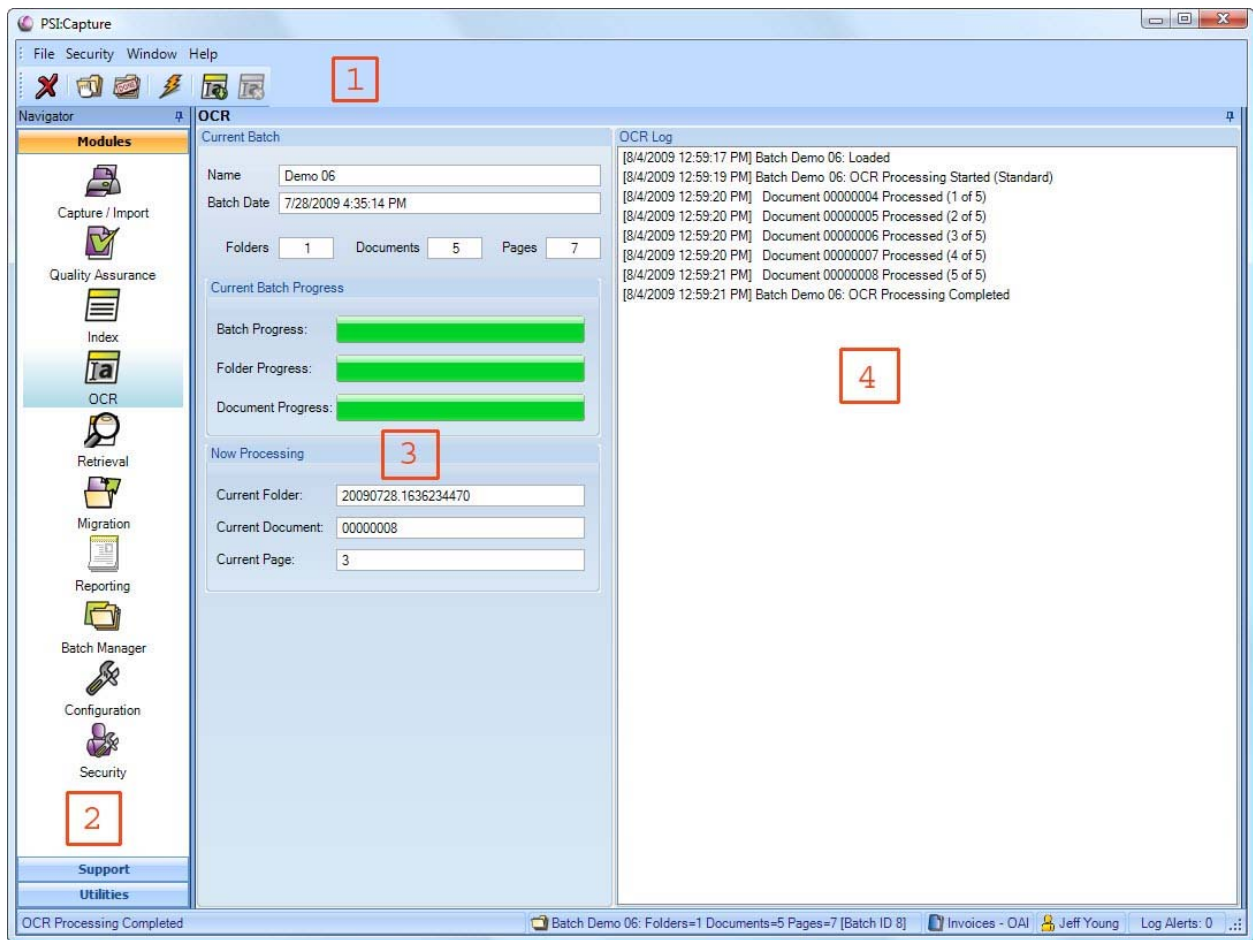 PSI:Capture
File Security Window Help
1
Navigator
OCR
Modules
Capture / Import
Quality Assurance
Index
Ia
OCR
Retrieval
Migration
Reporting
Batch Manager
Configuration
Security
2
Support
Utilities
Current Batch
Name Demo 06
Batch Date 7/28/2009 4:35:14 PM
Folders 1 Documents 5 Pages 7
Current Batch Progress
Batch Progress:
Folder Progress:
Document Progress:
3
Now Processing
Current Folder: 20090728.1636234470
Current Document: 00000008
Current Page: 3
OCR Log
[8/4/2009 12:59:17 PM] Batch Demo 06: Loaded
[8/4/2009 12:59:19 PM] Batch Demo 06: OCR Processing Started (Standard)
[8/4/2009 12:59:20 PM] Document 00000004 Processed (1 of 5)
[8/4/2009 12:59:20 PM] Document 00000005 Processed (2 of 5)
[8/4/2009 12:59:20 PM] Document 00000006 Processed (3 of 5)
[8/4/2009 12:59:20 PM] Document 00000007 Processed (4 of 5)
[8/4/2009 12:59:21 PM] Document 00000008 Processed (5 of 5)
[8/4/2009 12:59:21 PM] Batch Demo 06: OCR Processing Completed
4
OCR Processing Completed
Batch Demo 06: Folders=1 Documents=5 Pages=7 [Batch ID 8] Invoices - OAI Jeff Young Log Alerts: 0